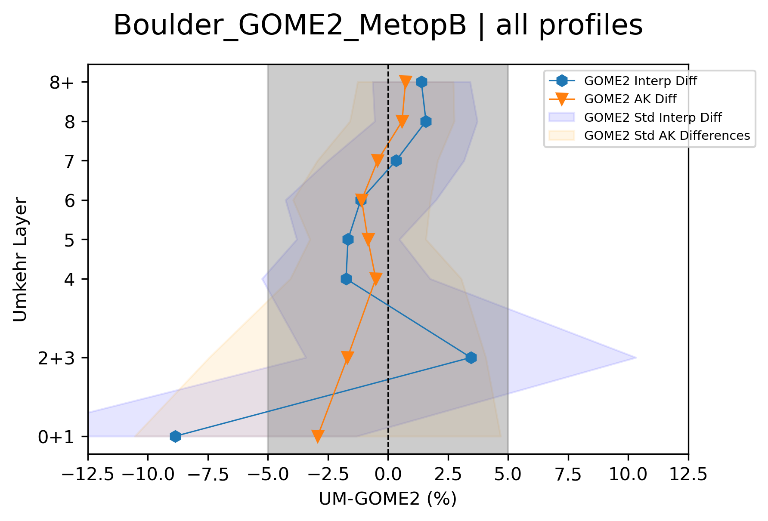 Boulder_GOME2_MetopB | all profiles
GOME2 Interp Diff
GOME2 AK Diff
GOME2 Std Interp Diff
GOME2 Std AK Differences
Umkehr Layer
8+
8
7
6
5
4
2+3
0+1
−12.5 −10.0 −7.5 −5.0 −2.5 0.0 2.5 5.0 7.5 10.0 12.5
UM-GOME2 (%)